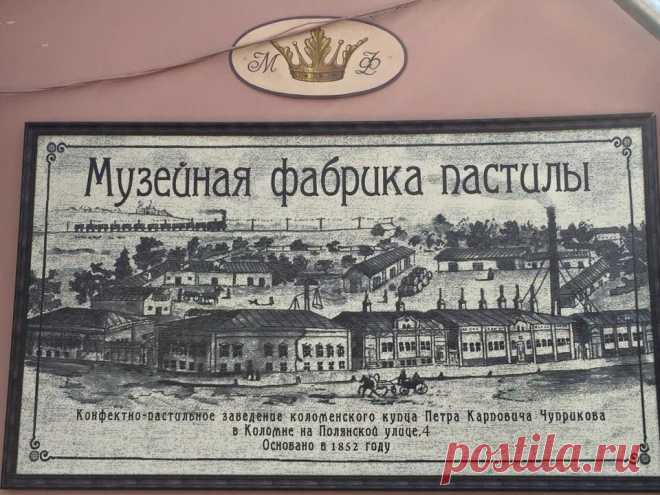 М Ф
Музейная фабрика пастилы
Конфектно-пастильное заведение коломенского купца Петра Карповича Чуприкова
в Коломне на Полянской улице,4
Основано в 1852 году
postila.ru